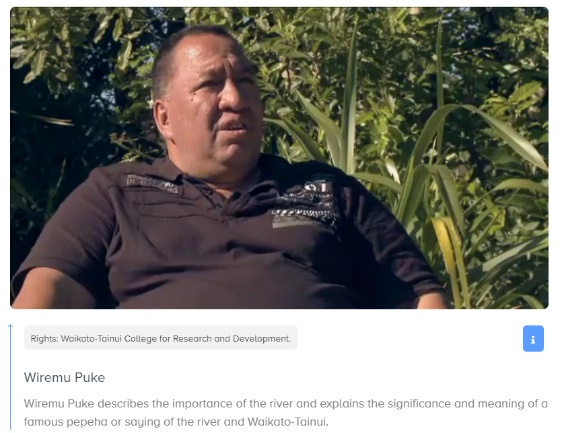 Rights: Waikato-Tainui College for Research and Development.
i
Wiremu Puke
Wiremu Puke describes the importance of the river and explains the significance and meaning of a
famous pepeha or saying of the river and Waikato-Tainui.